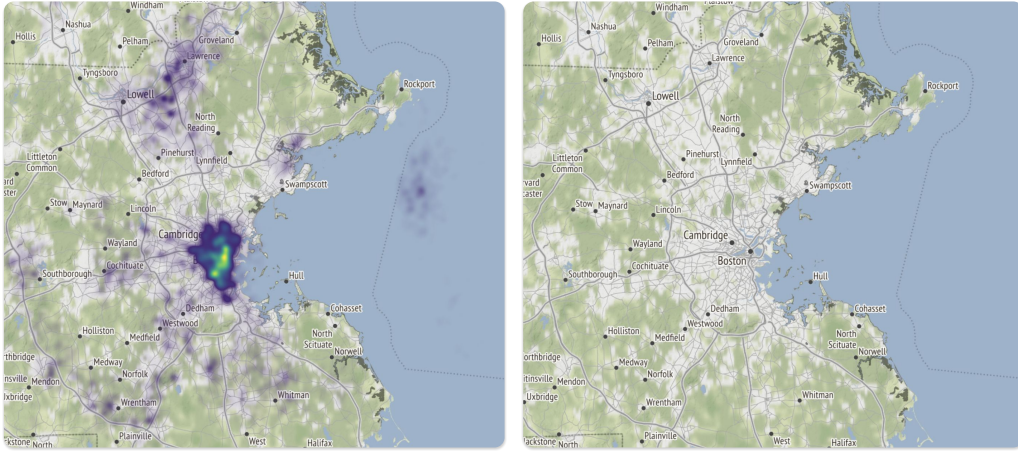 Windham
Nashua
Hollis
Pelham
Groveland
Lawrence
Tyngsboro
Rockport
Lowell
North
Reading
Littleton
Common
Pinehurst
Lynnfield
Bedford
Swampscott
Stow
Maynard
Lincoln
Cambridge
Wayland
Cochituate
Southborough
Hull
Dedham
Cohasset
Westwood
Holliston
Medfield
North
Scituate
Norwell
Medway
Norfolk
Mendon
Whitman
Wrentham
Plainville
West
Halifax
North
Windham
Nashua
Hollis
Pelham
Groveland
Lawrence
Tyngsboro
Rockport
Lowell
North
Reading
Littleton
Common
Pinehurst
Lynnfield
Bedford
Swampscott
Stow
Maynard
Lincoln
Cambridge
Boston
Wayland
Cochituate
Southborough
Hull
Dedham
Cohasset
Westwood
Holliston
Medfield
North
Scituate
Norwell
Medway
Norfolk
Mendon
Whitman
Wrentham
Plainville
West
Halifax
North